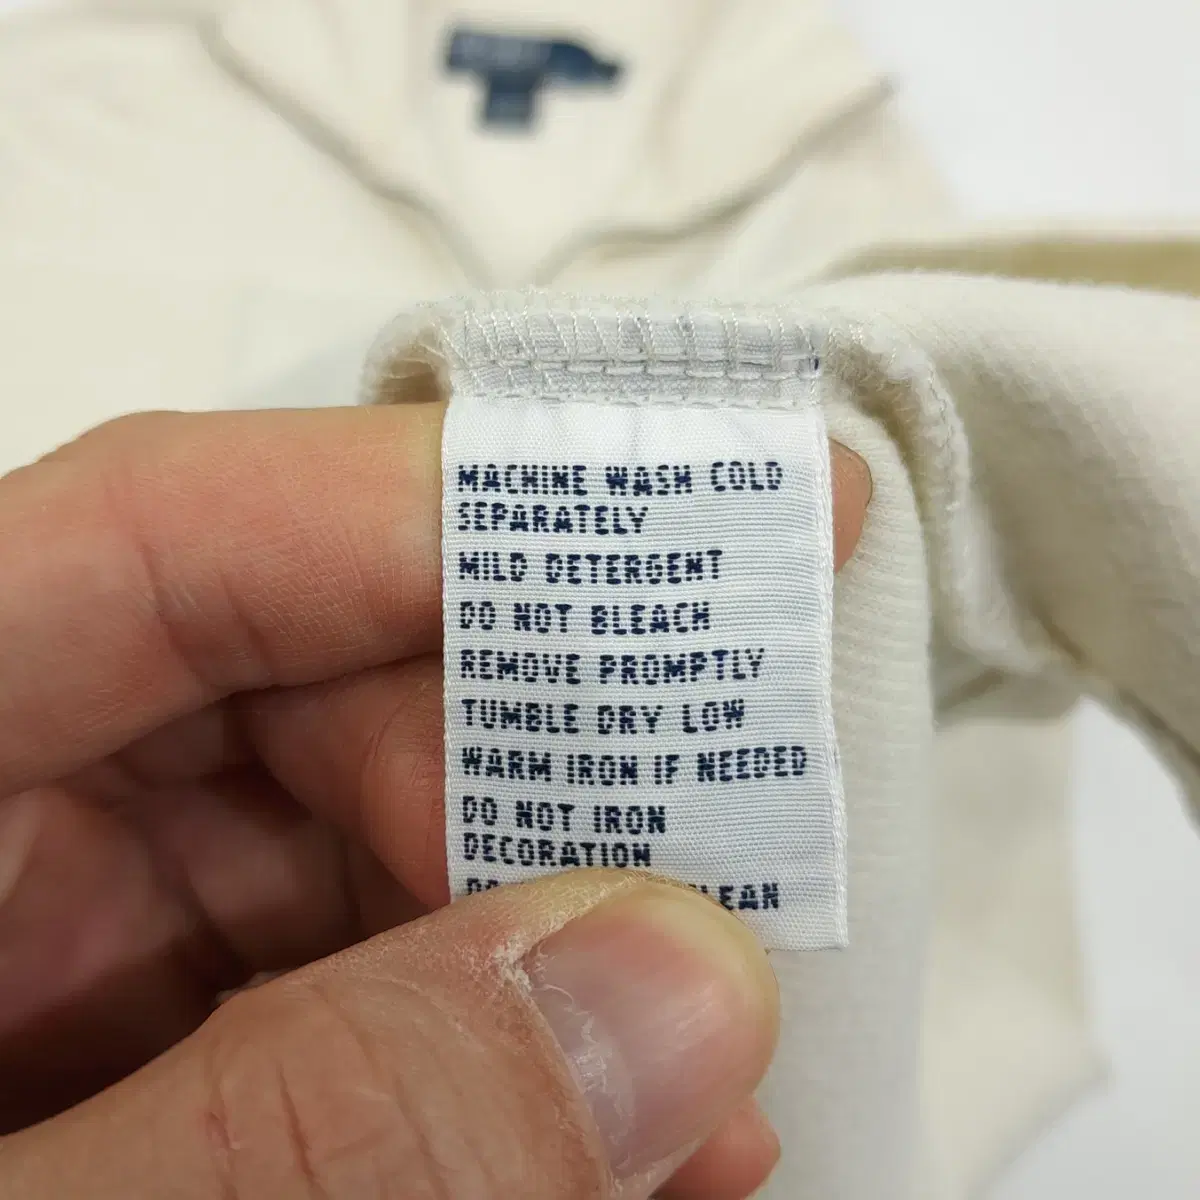 MACHINE WASH COLD
SEPARATELY
MILD DETERGENT
DO NOT BLEACH
REMOVE PROMPTLY
TUMBLE DRY LOW
WARM IRON IF NEEDED
DO NOT IRON
DECORATION